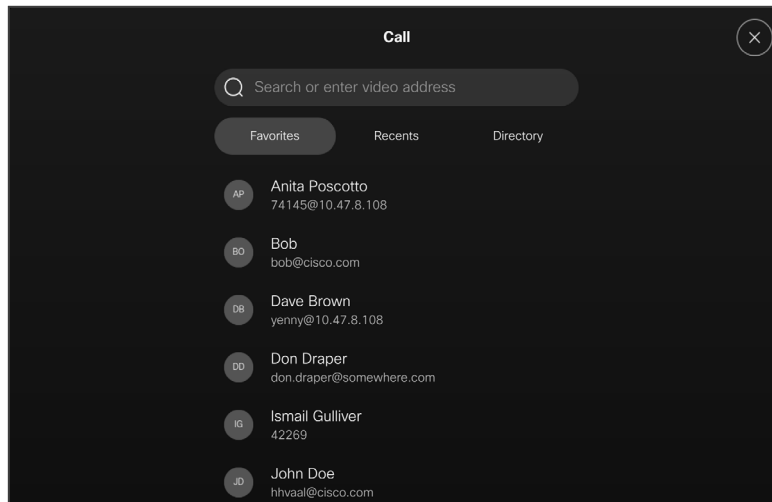 Call
Search or enter video address
Favorites Recents Directory
AP
Anita Poscotto
74145@10.47.8.108
BO
Bob
bob@cisco.com
DB
Dave Brown
yenny@10.47.8.108
DD
Don Draper
don.draper@somewhere.com
IG
Ismail Gulliver
42269
JD
John Doe
hhvaal@cisco.com